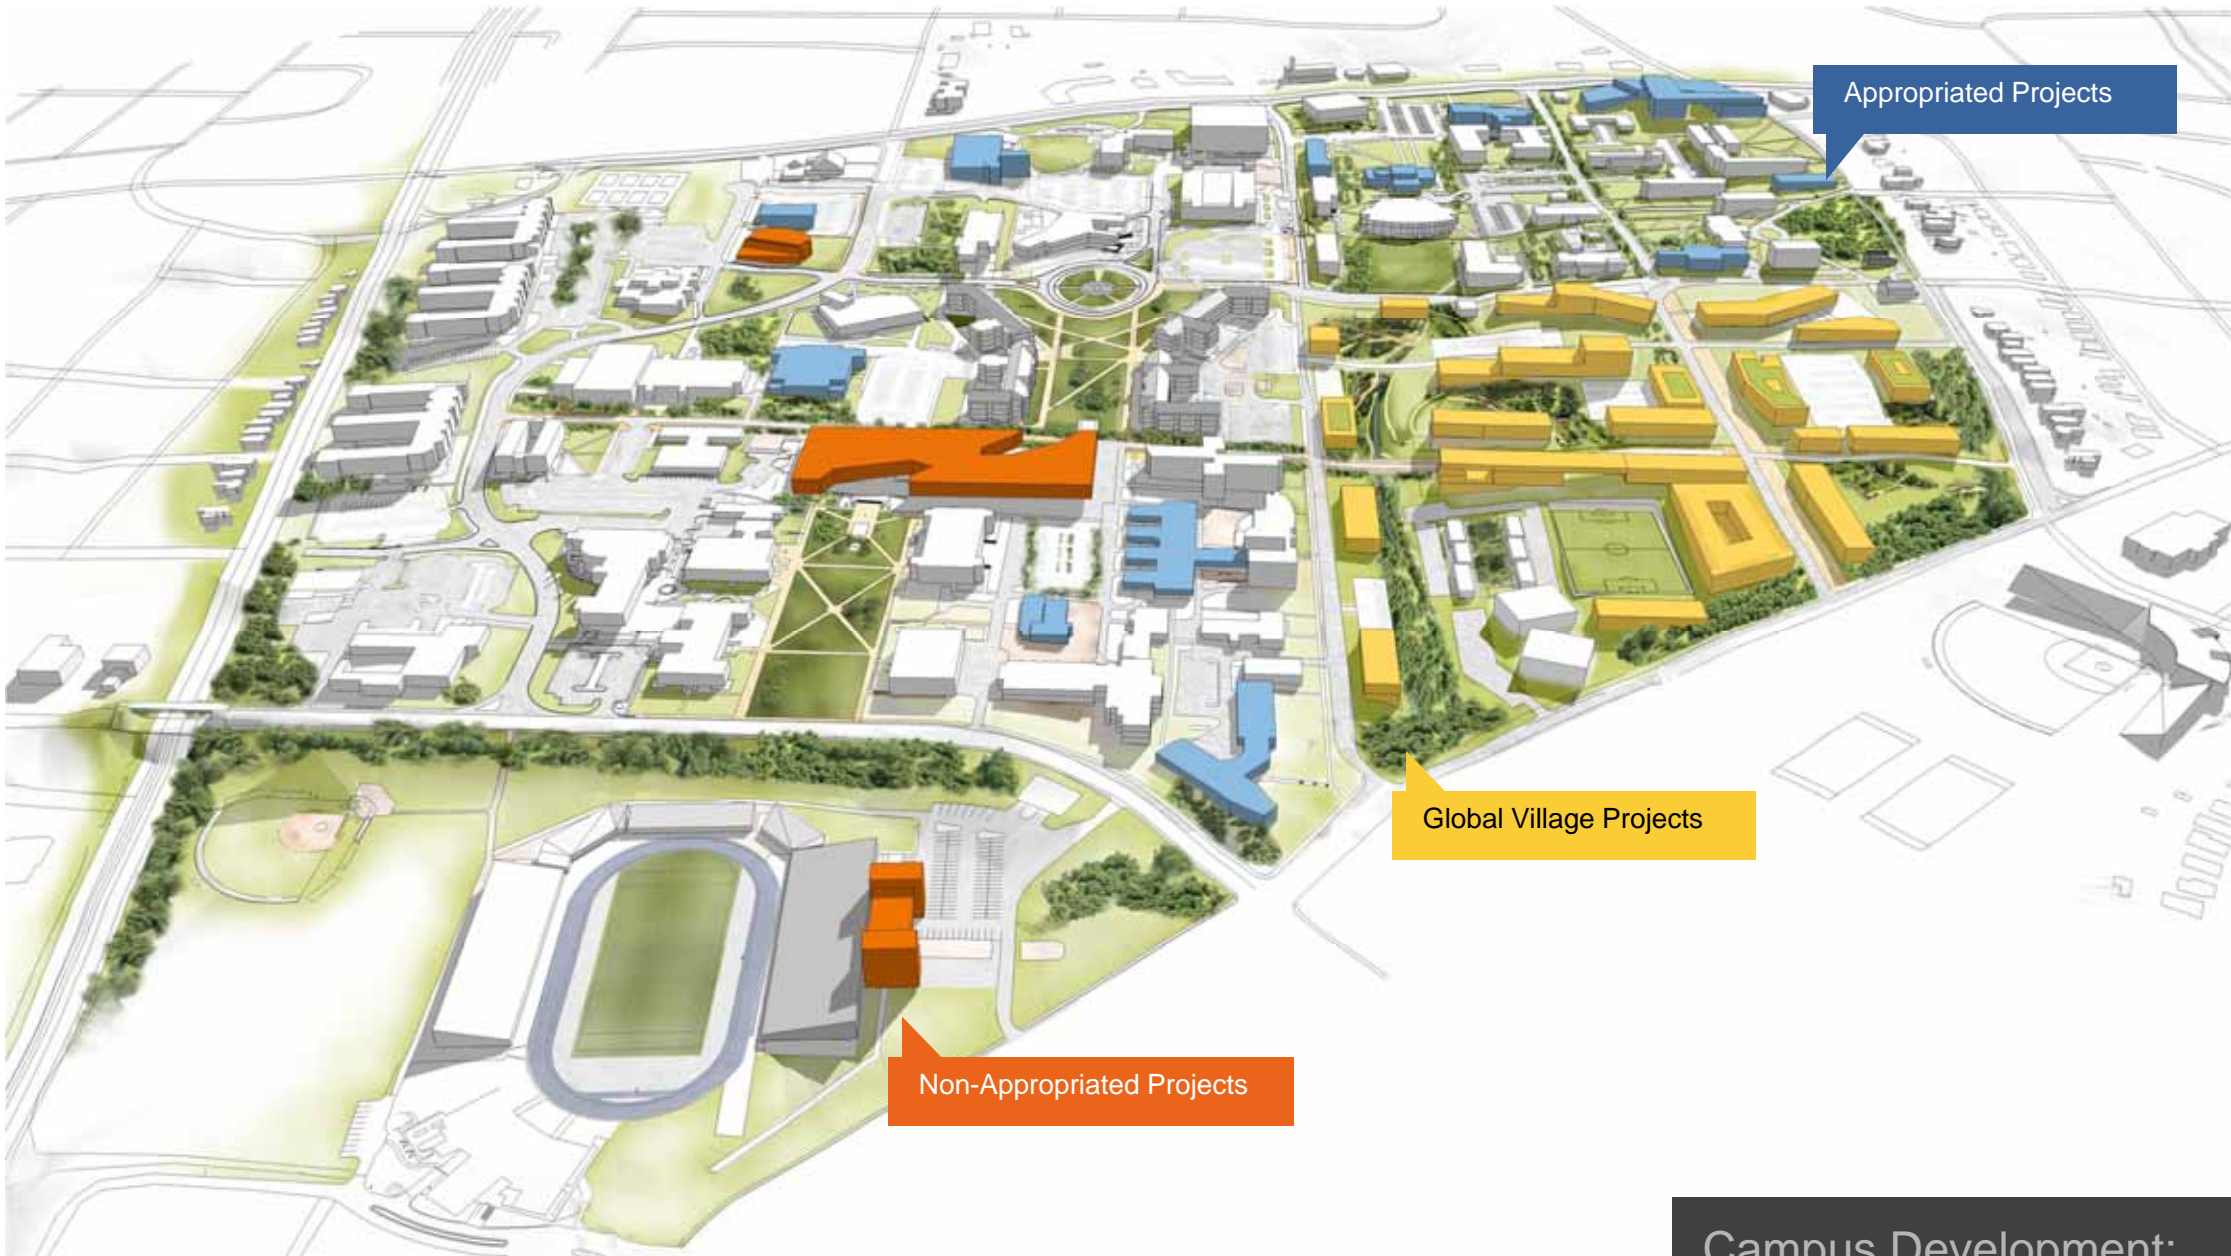 Appropriated Projects
Global Village Projects
Non-Appropriated Projects
Campus Development: